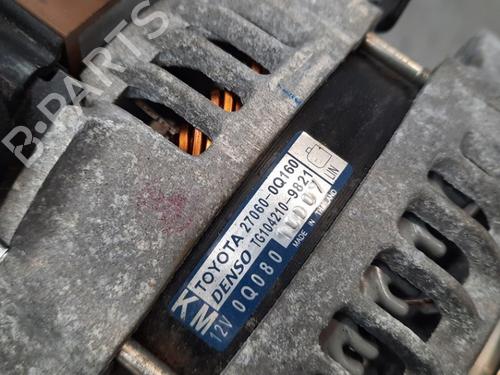 B-PARTS
TOYOTA 27060-0Q160
DENSO TG104210-9821
KM
12V 0Q080
LIN
MADE IN THAILAND